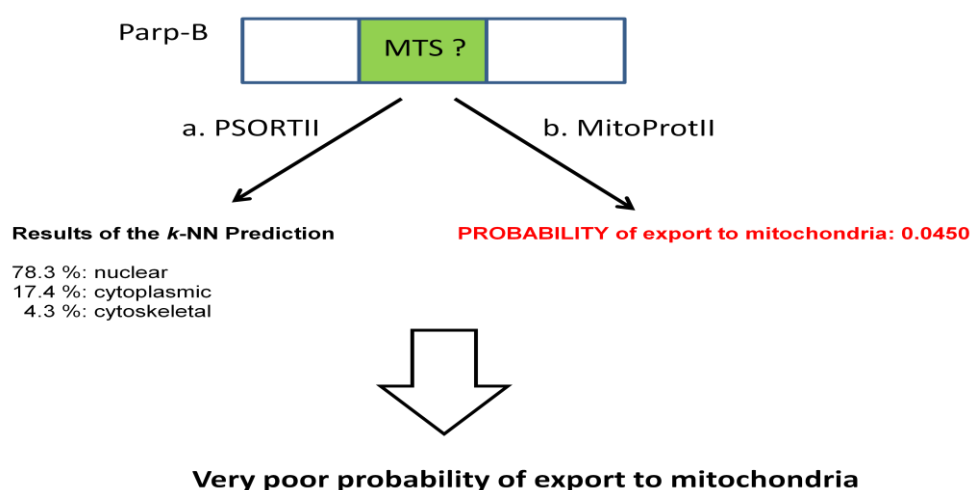 Parp-B
MTS ?
a. PSORTII
b. MitoProtII
Results of the k-NN Prediction
PROBABILITY of export to mitochondria: 0.0450
78.3 %: nuclear
17.4 %: cytoplasmic
4.3 %: cytoskeletal
Very poor probability of export to mitochondria